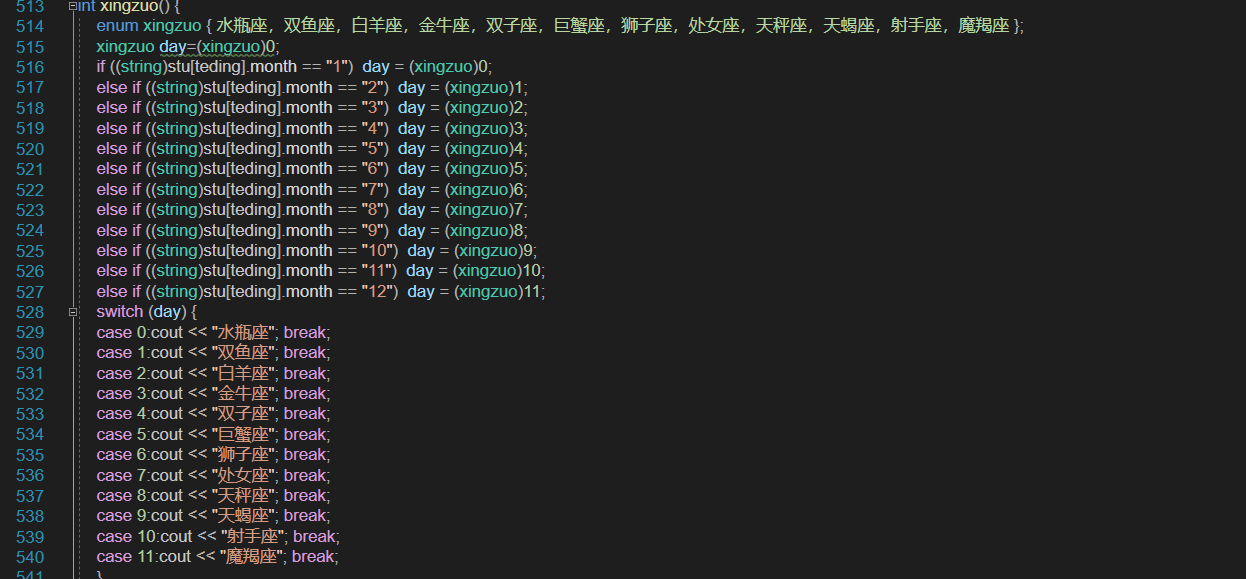 513 int xingzuo() {
514 enum xingzuo { 水瓶座，双鱼座，白羊座，金牛座，双子座，巨蟹座，狮子座，处女座，天秤座，天蝎座，射手座，魔羯座 };
515 xingzuo day=(xingzuo)0;
516 if ((string)stu[teding].month == "1") day = (xingzuo)0;
517 else if ((string)stu[teding].month == "2") day = (xingzuo)1;
518 else if ((string)stu[teding].month == "3") day = (xingzuo)2;
519 else if ((string)stu[teding].month == "4") day = (xingzuo)3;
520 else if ((string)stu[teding].month == "5") day = (xingzuo)4;
521 else if ((string)stu[teding].month == "6") day = (xingzuo)5;
522 else if ((string)stu[teding].month == "7") day = (xingzuo)6;
523 else if ((string)stu[teding].month == "8") day = (xingzuo)7;
524 else if ((string)stu[teding].month == "9") day = (xingzuo)8;
525 else if ((string)stu[teding].month == "10") day = (xingzuo)9;
526 else if ((string)stu[teding].month == "11") day = (xingzuo)10;
527 else if ((string)stu[teding].month == "12") day = (xingzuo)11;
528 switch (day) {
529 case 0:cout << "水瓶座"; break;
530 case 1:cout << "双鱼座"; break;
531 case 2:cout << "白羊座"; break;
532 case 3:cout << "金牛座"; break;
533 case 4:cout << "双子座"; break;
534 case 5:cout << "巨蟹座"; break;
535 case 6:cout << "狮子座"; break;
536 case 7:cout << "处女座"; break;
537 case 8:cout << "天秤座"; break;
538 case 9:cout << "天蝎座"; break;
539 case 10:cout << "射手座"; break;
540 case 11:cout << "魔羯座"; break;
541 }